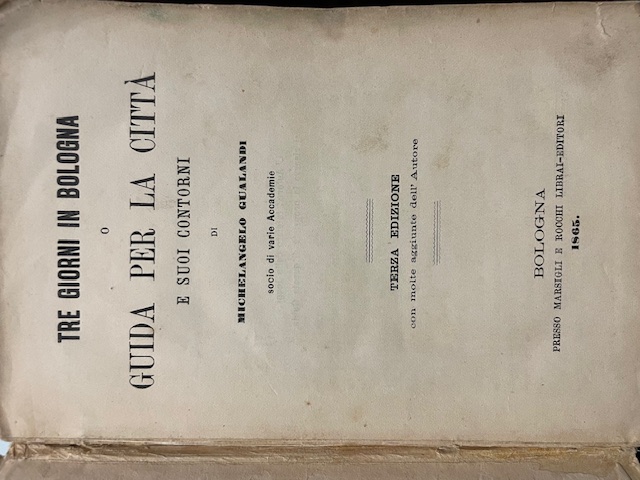 TRE GIORNI IN BOLOGNA
O
GUIDA PER LA CITTÀ
E SUOI CONTORNI
DI
MICHELANGELO GUALANDI
socio di varie Accademie
TERZA EDIZIONE
con molte aggiunte dell' Autore
BOLOGNA
PRESSO MARSIGLI E ROCCHI LIBRAI-EDITORI
1865.